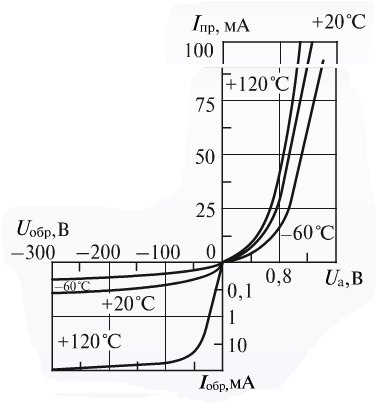 Iпр, мА
+20°C
100
+120°C
75
50
25
Uобр, В
−60°C
−300
−200
−100
0
0,8
Uа, В
−60°C
+20°C
0,1
1
+120°C
10
Iобр, мА